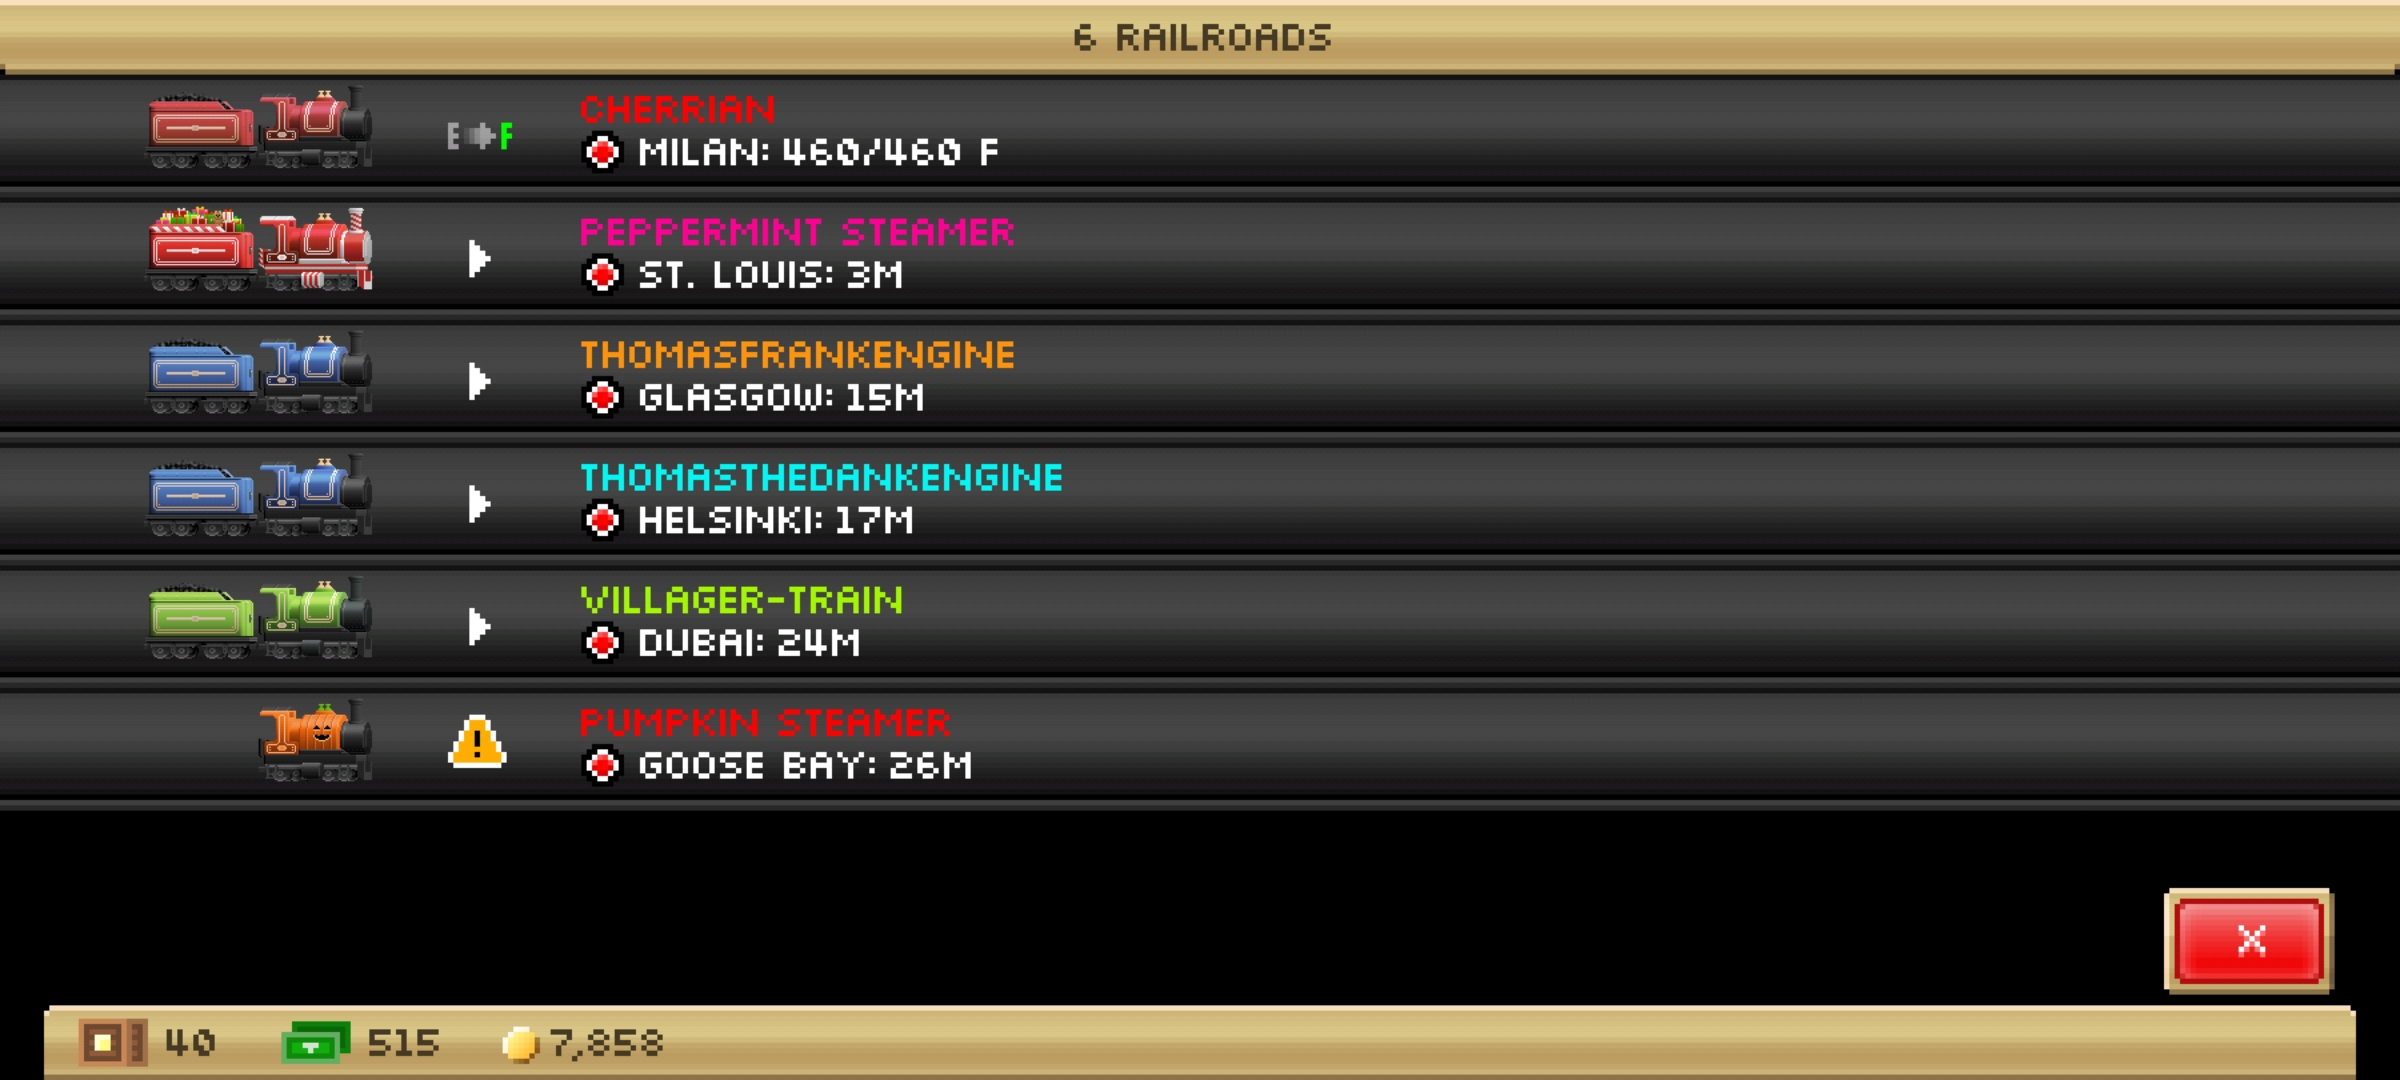 6 RAILROADS
E F
CHERRIAN
MILAN: 460/460 F
PEPPERMINT STEAMER
ST. LOUIS: 3M
THOMASFRANKENGINE
GLASGOW: 15M
THOMASTHEDANKENGINE
HELSINKI: 17M
VILLAGER-TRAIN
DUBAI: 24M
!
PUMPKIN STEAMER
GOOSE BAY: 26M
X
40 515 7,858